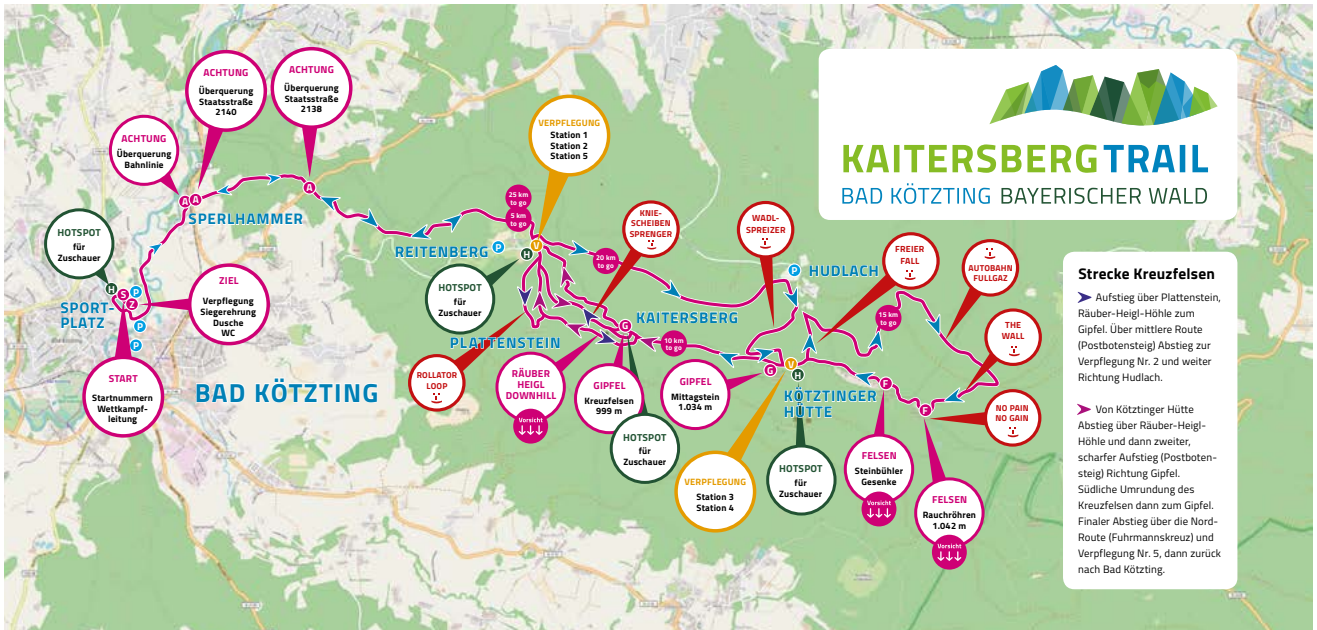 KAITERSBERG TRAIL
BAD KÖTZTING BAYERISCHER WALD
ACHTUNG
Überquerung
Bahnlinie
ACHTUNG
Überquerung
Staatsstraße
2140
ACHTUNG
Überquerung
Staatsstraße
2138
A
A
A
SPERLHAMMER
HOTSPOT
für
Zuschauer
H
S
Z
P
P
P
SPORT-
PLATZ
ZIEL
Verpflegung
Siegerehrung
Dusche
WC
START
Startnummern
Wettkampf-
leitung
BAD KÖTZTING
VERPFLEGUNG
Station 1
Station 2
Station 5
25 km
to go
5 km
to go
REITENBERG
P
V
H
HOTSPOT
für
Zuschauer
20 km
to go
KNIE-
SCHEIBEN
SPRENGER
WADL-
SPREIZER
P
HUDLACH
FREIER
FALL
AUTOBAHN
FULLGAZ
15 km
to go
THE
WALL
NO PAIN
NO GAIN
KAITERSBERG
G
10 km
to go
PLATTENSTEIN
ROLLATOR
LOOP
RÄUBER
HEIGL
DOWNHILL
Vorsicht
GIPFEL
Kreuzfelsen
999 m
HOTSPOT
für
Zuschauer
GIPFEL
Mittagstein
1.034 m
G
V
H
KÖTZTINGER
HÜTTE
VERPFLEGUNG
Station 3
Station 4
HOTSPOT
für
Zuschauer
F
F
FELSEN
Steinbühler
Gesenke
Vorsicht
FELSEN
Rauchröhren
1.042 m
Vorsicht
Strecke Kreuzfelsen
Aufstieg über Plattenstein,
Räuber-Heigl-Höhle zum
Gipfel. Über mittlere Route
(Postbotensteig) Abstieg zur
Verpflegung Nr. 2 und weiter
Richtung Hudlach.
Von Kötztinger Hütte
Abstieg über Räuber-Heigl-
Höhle und dann zweiter,
scharfer Aufstieg (Postboten-
steig) Richtung Gipfel.
Südliche Umrundung des
Kreuzfelsen dann zum Gipfel.
Finaler Abstieg über die Nord-
Route (Fuhrmannskreuz) und
Verpflegung Nr. 5, dann zurück
nach Bad Kötzting.